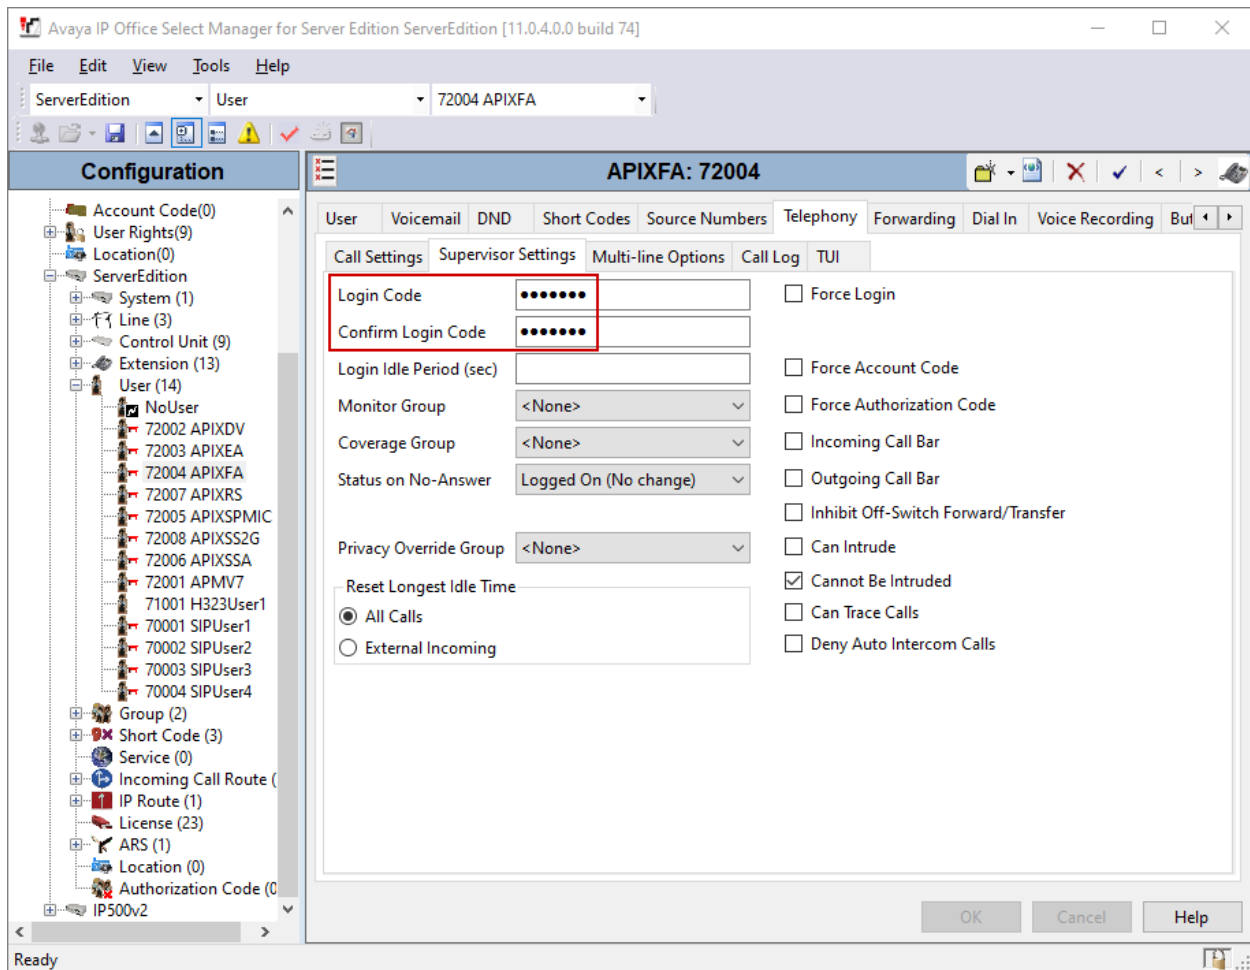 Avaya IP Office Select Manager for Server Edition ServerEdition [11.0.4.0.0 build 74]
File Edit View Tools Help
ServerEdition User 72004 APIXFA
Configuration
Account Code(0)
User Rights(9)
Location(0)
ServerEdition
System (1)
Line (3)
Control Unit (9)
Extension (13)
User (14)
NoUser
72002 APIXDV
72003 APIXEA
72004 APIXFA
72007 APIXRS
72005 APIXSPMIC
72008 APIXSS2G
72006 APIXSSA
72001 APMV7
71001 H323User1
70001 SIPUser1
70002 SIPUser2
70003 SIPUser3
70004 SIPUser4
Group (2)
Short Code (3)
Service (0)
Incoming Call Route (
IP Route (1)
License (23)
ARS (1)
Location (0)
Authorization Code (0
IP500v2
APIXFA: 72004
User Voicemail DND Short Codes Source Numbers Telephony Forwarding Dial In Voice Recording But
Call Settings Supervisor Settings Multi-line Options Call Log TUI
Login Code ●●●●●●●
Confirm Login Code ●●●●●●●
Login Idle Period (sec)
Monitor Group <None>
Coverage Group <None>
Status on No-Answer Logged On (No change)
Privacy Override Group <None>
Reset Longest Idle Time
All Calls
External Incoming
Force Login
Force Account Code
Force Authorization Code
Incoming Call Bar
Outgoing Call Bar
Inhibit Off-Switch Forward/Transfer
Can Intrude
Cannot Be Intruded
Can Trace Calls
Deny Auto Intercom Calls
OK Cancel Help
Ready